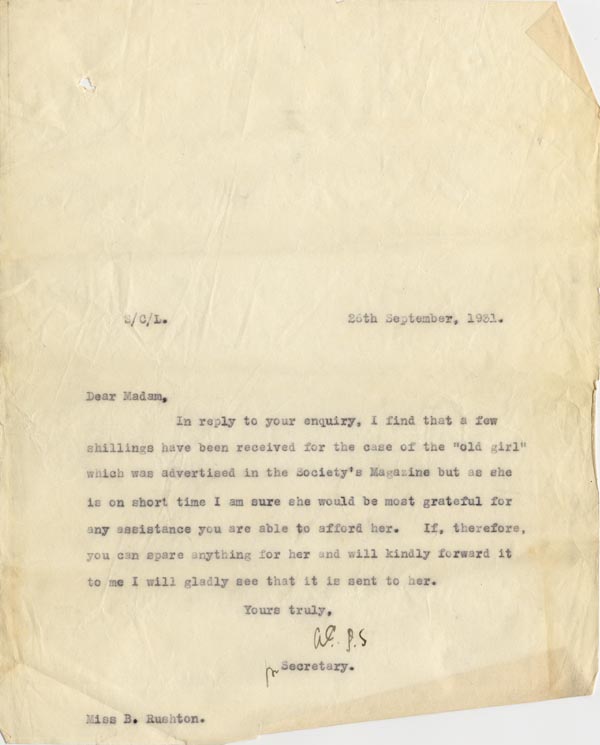 S/C/L. 26th September, 1931.
Dear Madam,
In reply to your enquiry, I find that a few
shillings have been received for the case of the "old girl"
which was advertised in the Society's Magazine but as she
is on short time I am sure she would be most grateful for
any assistance you are able to afford her. If, therefore,
you can spare anything for her and will kindly forward it
to me I will gladly see that it is sent to her.
Yours truly,
Secretary.
Miss B. Rushton.